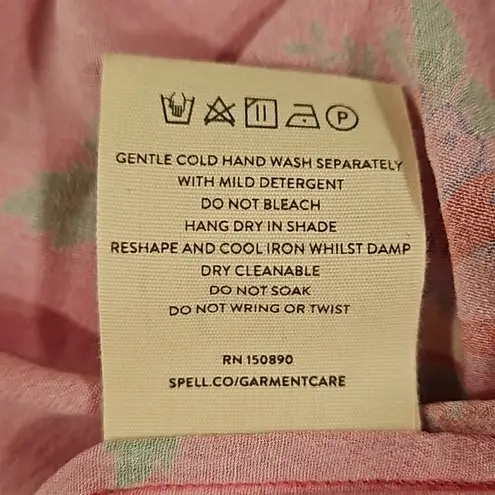 P
GENTLE COLD HAND WASH SEPARATELY
WITH MILD DETERGENT
DO NOT BLEACH
HANG DRY IN SHADE
RESHAPE AND COOL IRON WHILST DAMP
DRY CLEANABLE
DO NOT SOAK
DO NOT WRING OR TWIST
RN 150890
SPELL.CO/GARMENTCARE